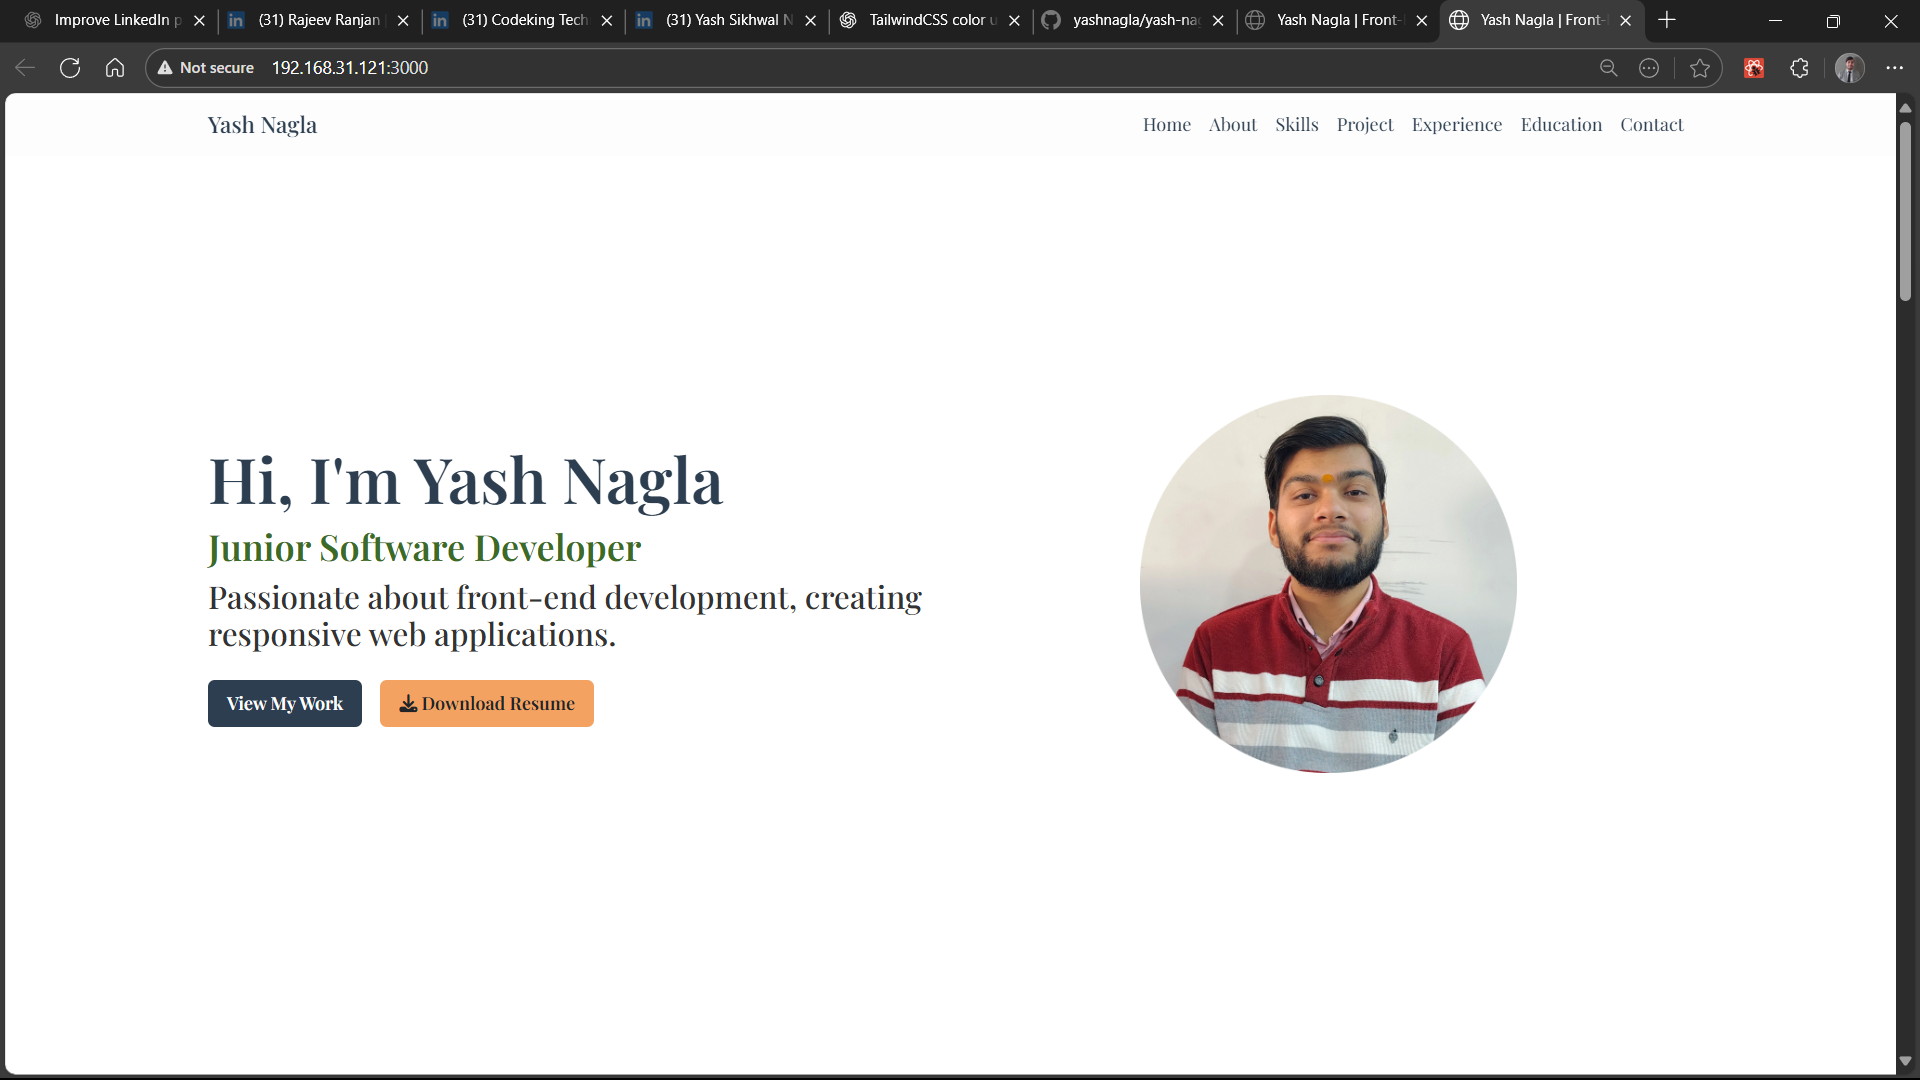 Improve LinkedIn p
(31) Rajeev Ranjan
(31) Codeking Tech
(31) Yash Sikhwal N
TailwindCSS color u
yashnagla/yash-nag
Yash Nagla | Front-
Yash Nagla | Front-
Not secure 192.168.31.121:3000
Yash Nagla
Home About Skills Project Experience Education Contact
Hi, I'm Yash Nagla
Junior Software Developer
Passionate about front-end development, creating
responsive web applications.
View My Work
Download Resume